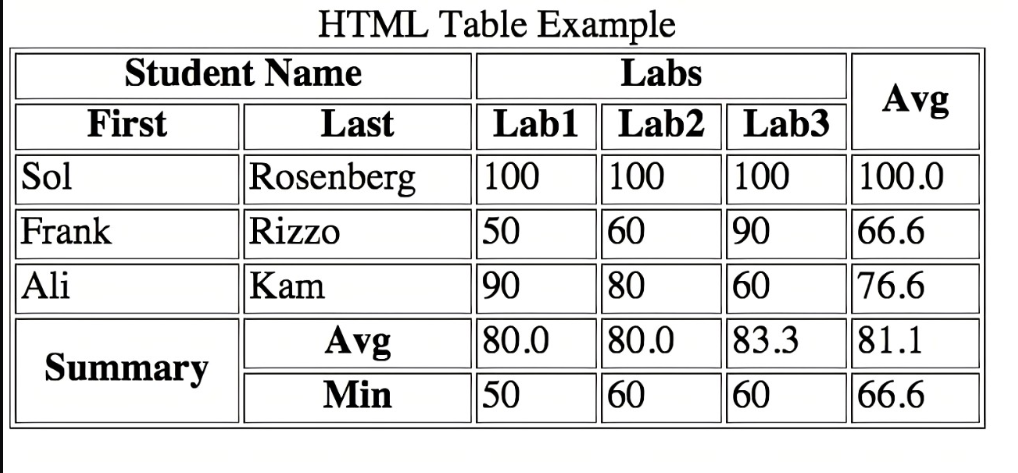 HTML Table Example
Student Name Labs Avg
First Last Lab1 Lab2 Lab3
Sol Rosenberg 100 100 100 100.0
Frank Rizzo 50 60 90 66.6
Ali Kam 90 80 60 76.6
Summary Avg 80.0 80.0 83.3 81.1
Min 50 60 60 66.6